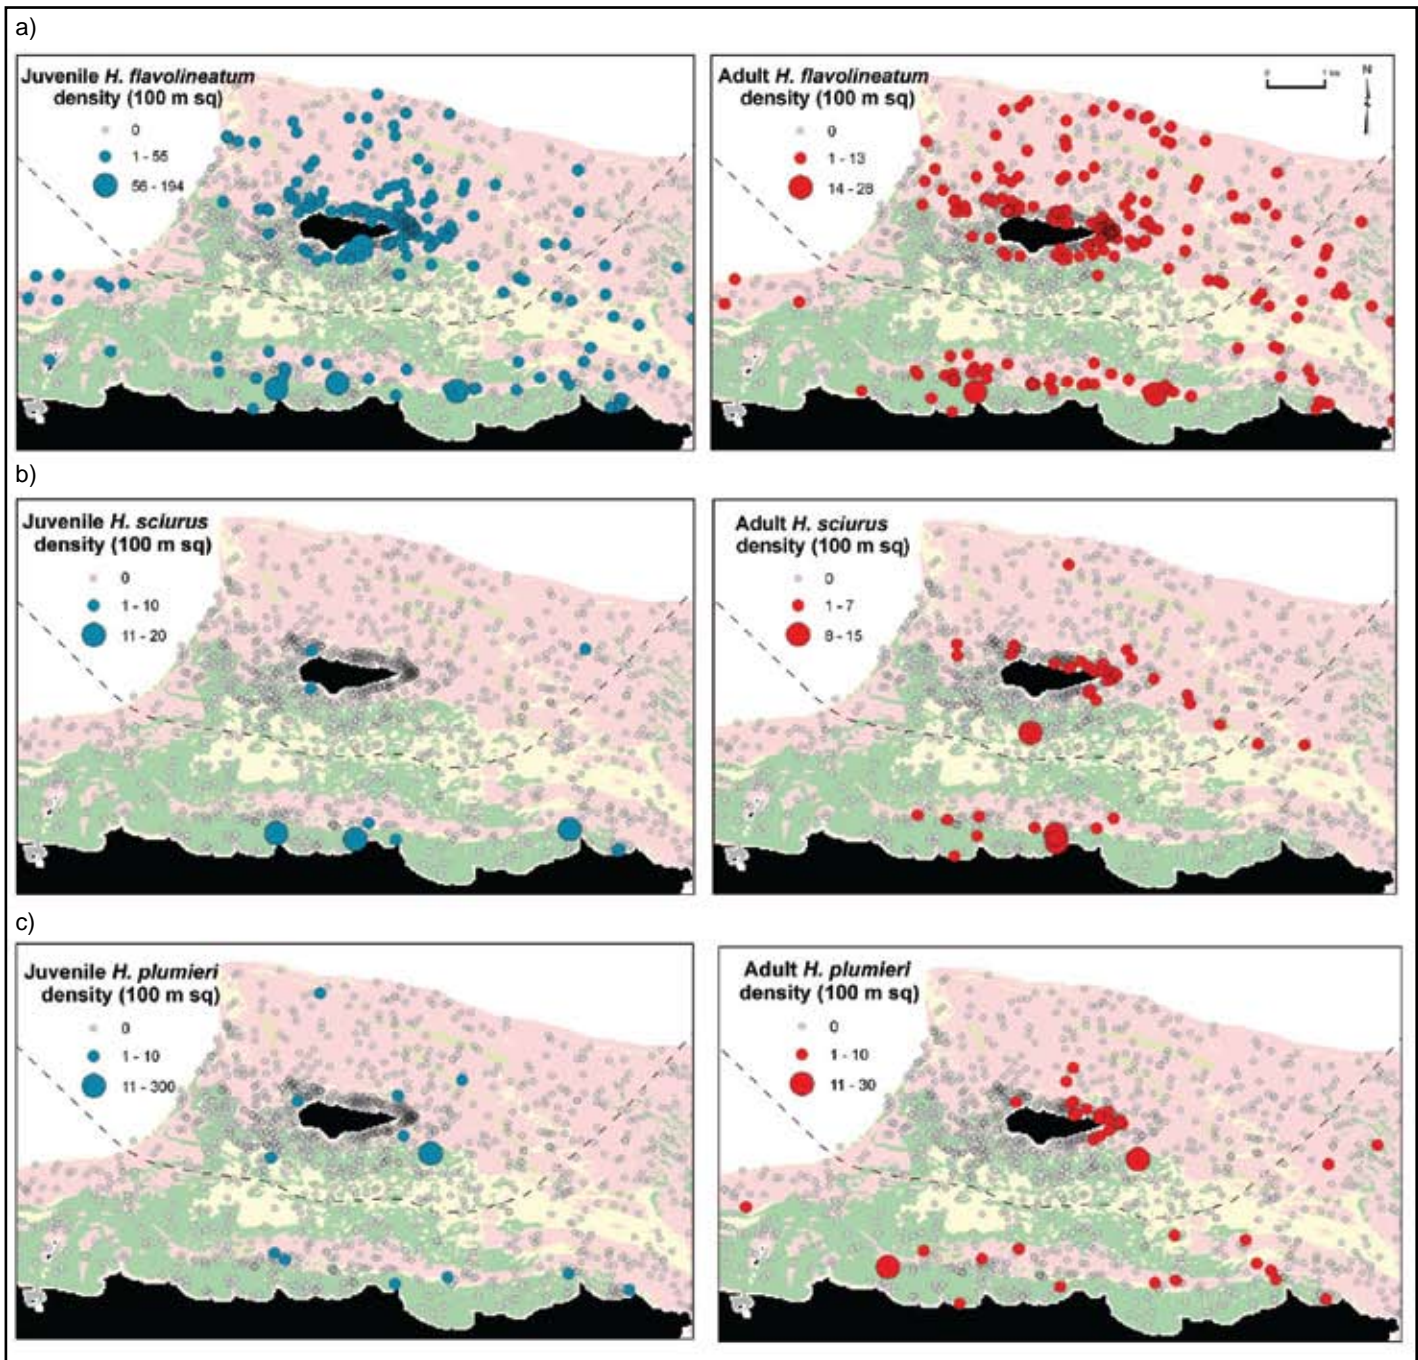 a)
Juvenile H. flavolineatum
density (100 m sq)
0
1 - 55
56 - 194
Adult H. flavolineatum
density (100 m sq)
0
1 - 13
14 - 28
0 1 km
N
b)
Juvenile H. sciurus
density (100 m sq)
0
1 - 10
11 - 20
Adult H. sciurus
density (100 m sq)
0
1 - 7
8 - 15
c)
Juvenile H. plumieri
density (100 m sq)
0
1 - 10
11 - 300
Adult H. plumieri
density (100 m sq)
0
1 - 10
11 - 30